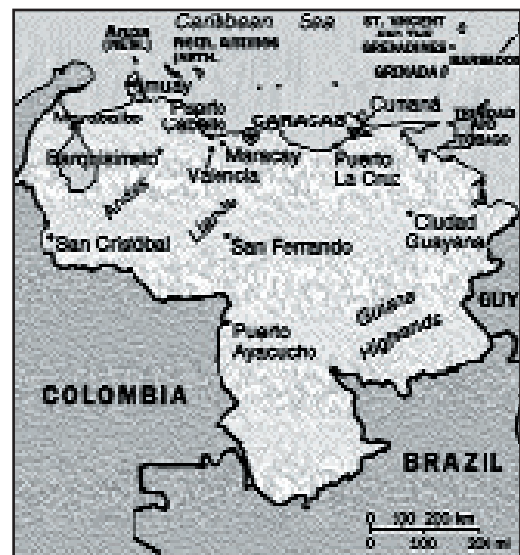 Caribbean Sea
ST. VINCENT
AND THE
GRENADINES
GRENADA
BARBADOS
Aruba
(NETH.)
NETH. ANTILLES
(NETH.
Amuay
Maracaibo
Puerto
Cabello
CARACAS
Cumaná
TRINIDAD
AND
TOBAGO
Barquisimeto
Maracay
Valencia
Puerto
La Cruz
Andes
Llanos
San Cristóbal
San Fernando
Ciudad
Guayana
GUY
Guiana
Highlands
Puerto
Ayacucho
COLOMBIA
BRAZIL
0 100 200 km
0 100 200 mi